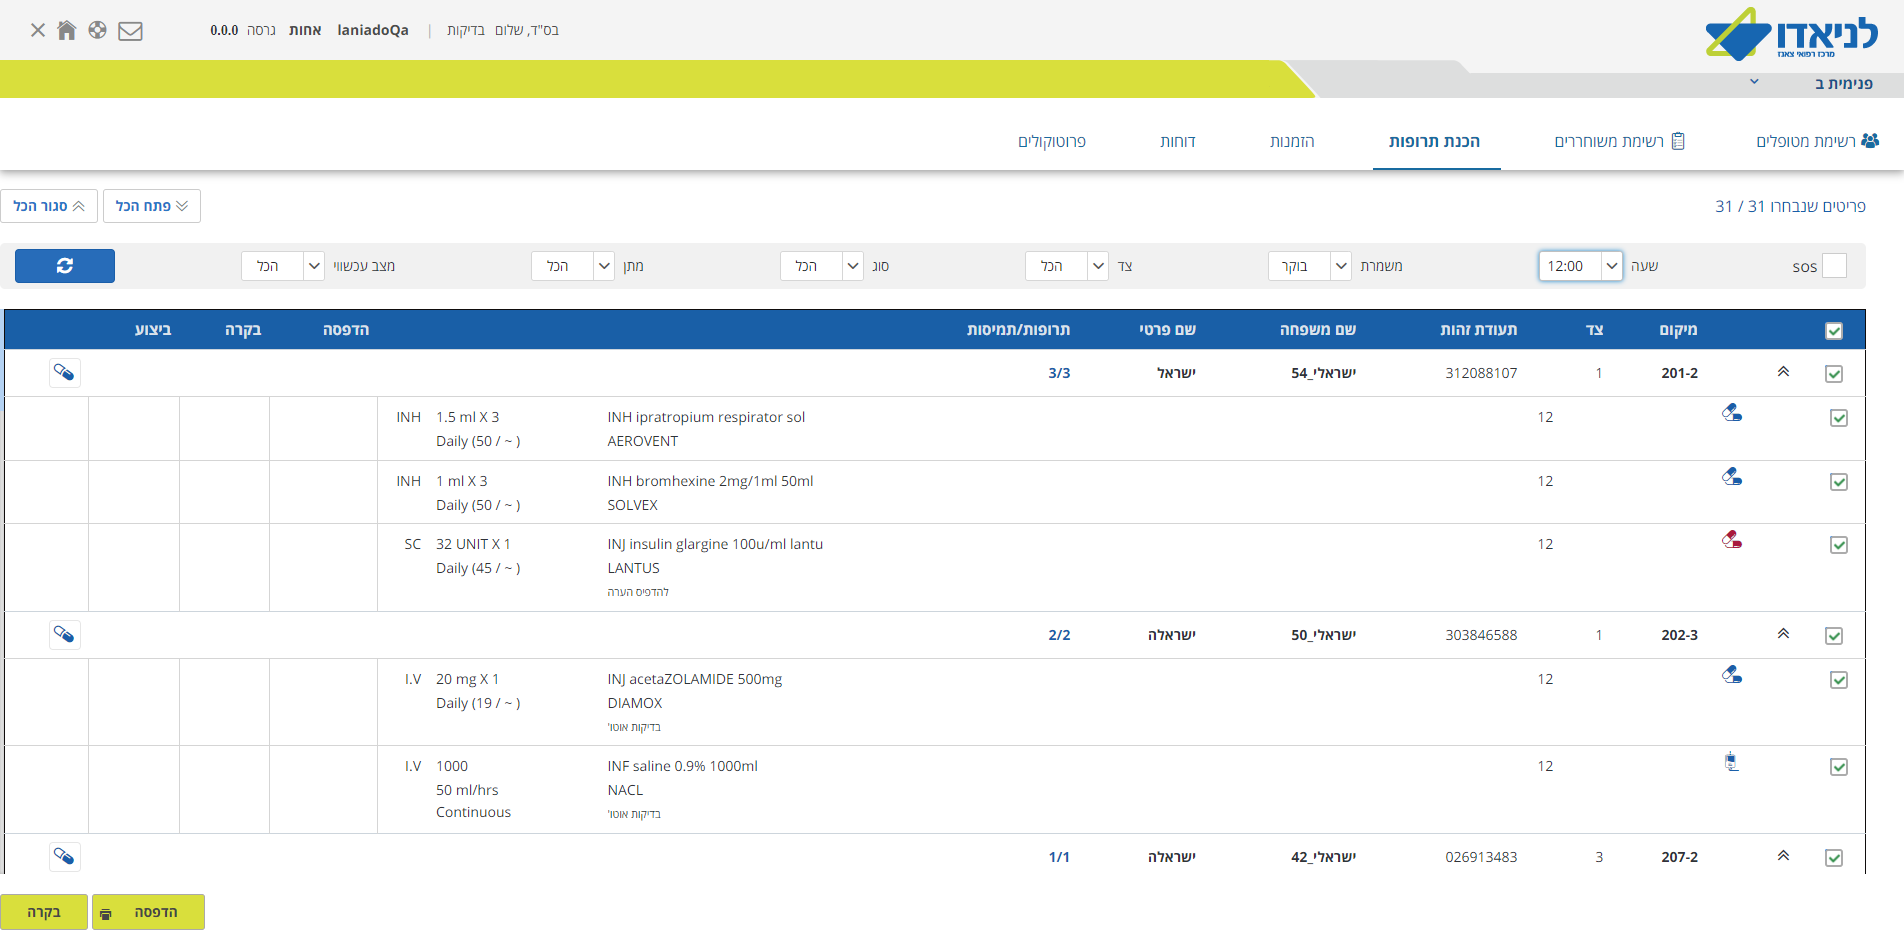 לניאדו
מרכז רפואי צאנז
בס"ד, שלום בדיקות | laniadoQa אחות גרסה 0.0.0
פנימית ב
רשימת מטופלים
רשימת משוחררים
הכנת תרופות
הזמנות
דוחות
פרוטוקולים
פריטים שנבחרו 31 / 31
פתח הכל
סגור הכל
sos
שעה 12:00
משמרת בוקר
צד הכל
סוג הכל
מתן הכל
מצב עכשווי הכל
מיקום צד תעודת זהות שם משפחה שם פרטי תרופות/תמיסות הדפסה בקרה ביצוע
201-2 1 312088107 ישראלי_54 ישראל 3/3
12 INH ipratropium respirator sol 1.5 ml X 3 INH
AEROVENT Daily (50 / ~ )
12 INH bromhexine 2mg/1ml 50ml 1 ml X 3 INH
SOLVEX Daily (50 / ~ )
12 INJ insulin glargine 100u/ml lantu 32 UNIT X 1 SC
LANTUS Daily (45 / ~ )
להדפיס הערה
202-3 1 303846588 ישראלי_50 ישראלה 2/2
12 INJ acetaZOLAMIDE 500mg 20 mg X 1 I.V
DIAMOX Daily (19 / ~ )
בדיקות אוטו'
12 INF saline 0.9% 1000ml 1000 I.V
NACL 50 ml/hrs
בדיקות אוטו' Continuous
207-2 3 026913483 ישראלי_42 ישראלה 1/1
הדפסה
בקרה